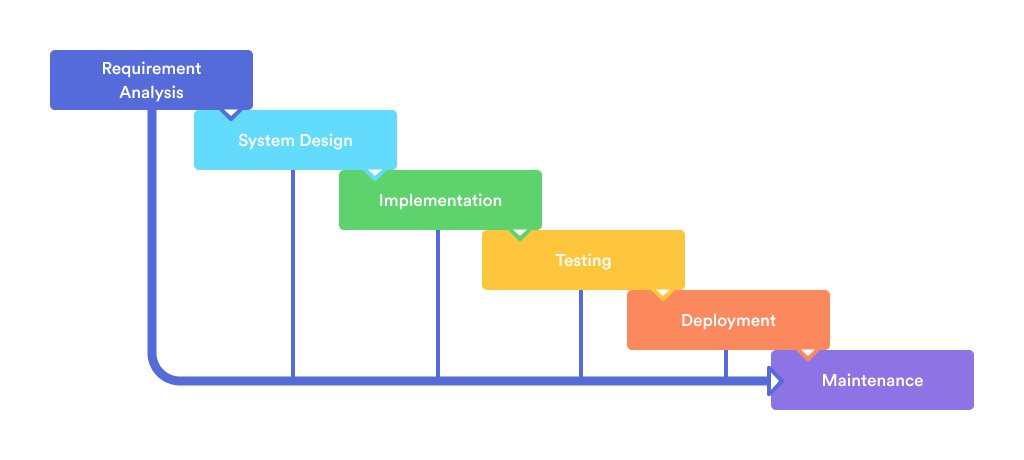 Requirement
Analysis
System Design
Implementation
Testing
Deployment
Maintenance